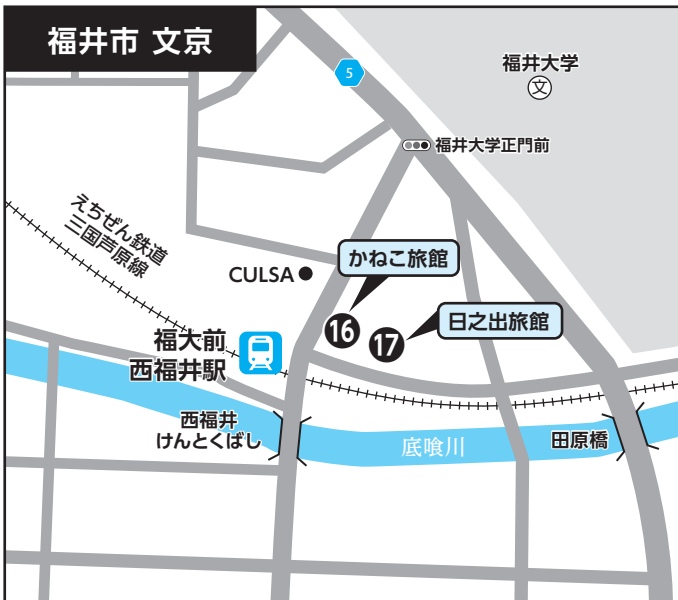 福井市 文京
5
福井大学
文
福井大学正門前
えちぜん鉄道
三国芦原線
かねこ旅館
CULSA
16
日之出旅館
17
福大前
西福井駅
西福井
けんとくばし
底喰川
田原橋